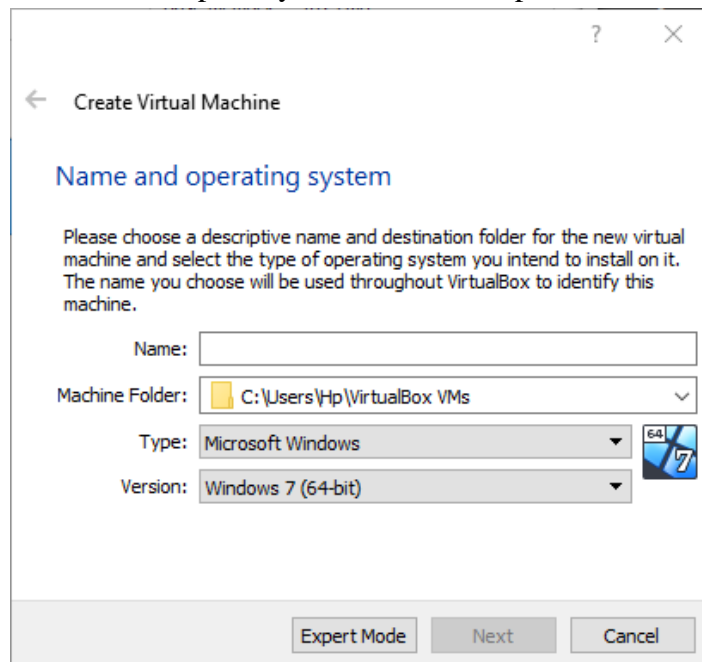 ?
Create Virtual Machine
Name and operating system
Please choose a descriptive name and destination folder for the new virtual
machine and select the type of operating system you intend to install on it.
The name you choose will be used throughout VirtualBox to identify this
machine.
Name:
Machine Folder: C:\Users\Hp\VirtualBox VMs
Type: Microsoft Windows 64
7
Version: Windows 7 (64-bit)
Expert Mode Next Cancel